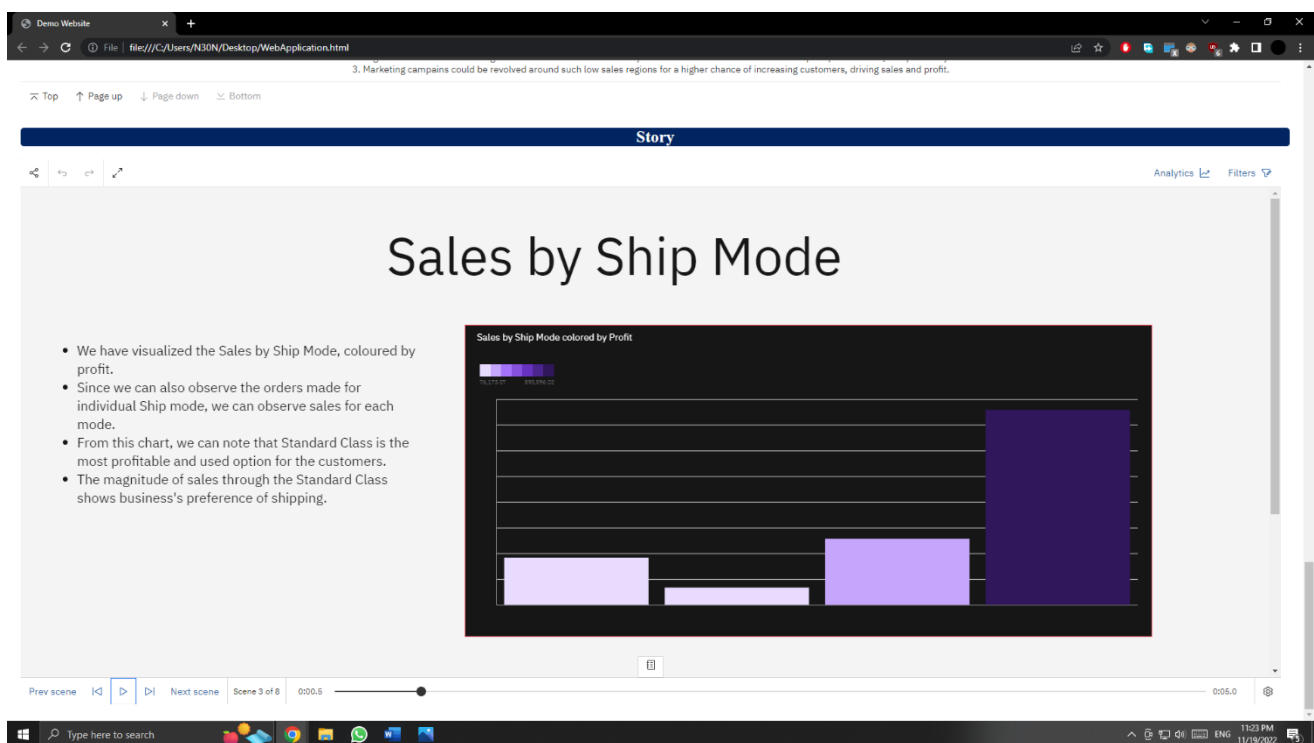 Demo Website
File
file:///C:/Users/N30N/Desktop/WebApplication.html
3. Marketing campains could be revolved around such low sales regions for a higher chance of increasing customers, driving sales and profit.
Top Page up Page down Bottom
Story
Analytics Filters
Sales by Ship Mode
We have visualized the Sales by Ship Mode, coloured by
profit.
Since we can also observe the orders made for
individual Ship mode, we can observe sales for each
mode.
From this chart, we can note that Standard Class is the
most profitable and used option for the customers.
The magnitude of sales through the Standard Class
shows business's preference of shipping.
Sales by Ship Mode colored by Profit
Prev scene Next scene Scene 3 of 8 0:00.5 0:05.0
Type here to search
ENG
11:23 PM
11/19/2022